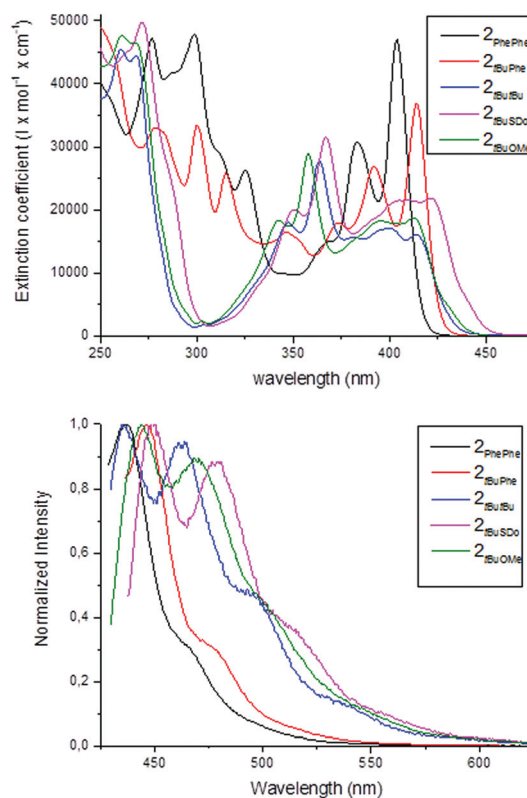 50000
40000
30000
20000
10000
0
Extinction coefficient (l x mol⁻¹ x cm⁻¹)
250 300 350 400 450
wavelength (nm)
2PhePhe
2tBuPhe
2tButBu
2tBuSDo
2tBuOMe
1,0
0,8
0,6
0,4
0,2
0,0
Normalized Intensity
450 500 550 600
Wavelength (nm)
2PhePhe
2tBuPhe
2tButBu
2tBuSDo
2tBuOMe